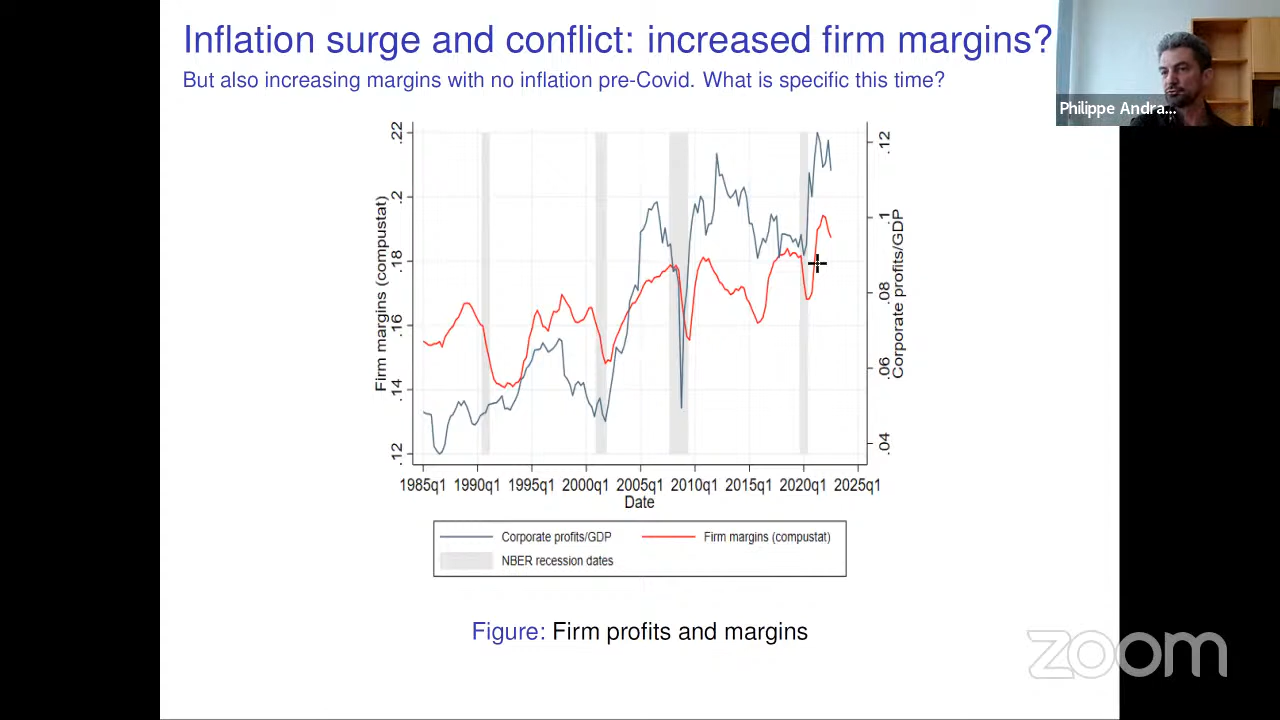 Inflation surge and conflict: increased firm margins?
But also increasing margins with no inflation pre-Covid. What is specific this time?
Philippe Andra...
Firm margins (compustat)
.12 .14 .16 .18 .2 .22
Corporate profits/GDP
.04 .06 .08 .1 .12
1985q1 1990q1 1995q1 2000q1 2005q1 2010q1 2015q1 2020q1 2025q1
Date
Corporate profits/GDP Firm margins (compustat)
NBER recession dates
Figure: Firm profits and margins
zoom